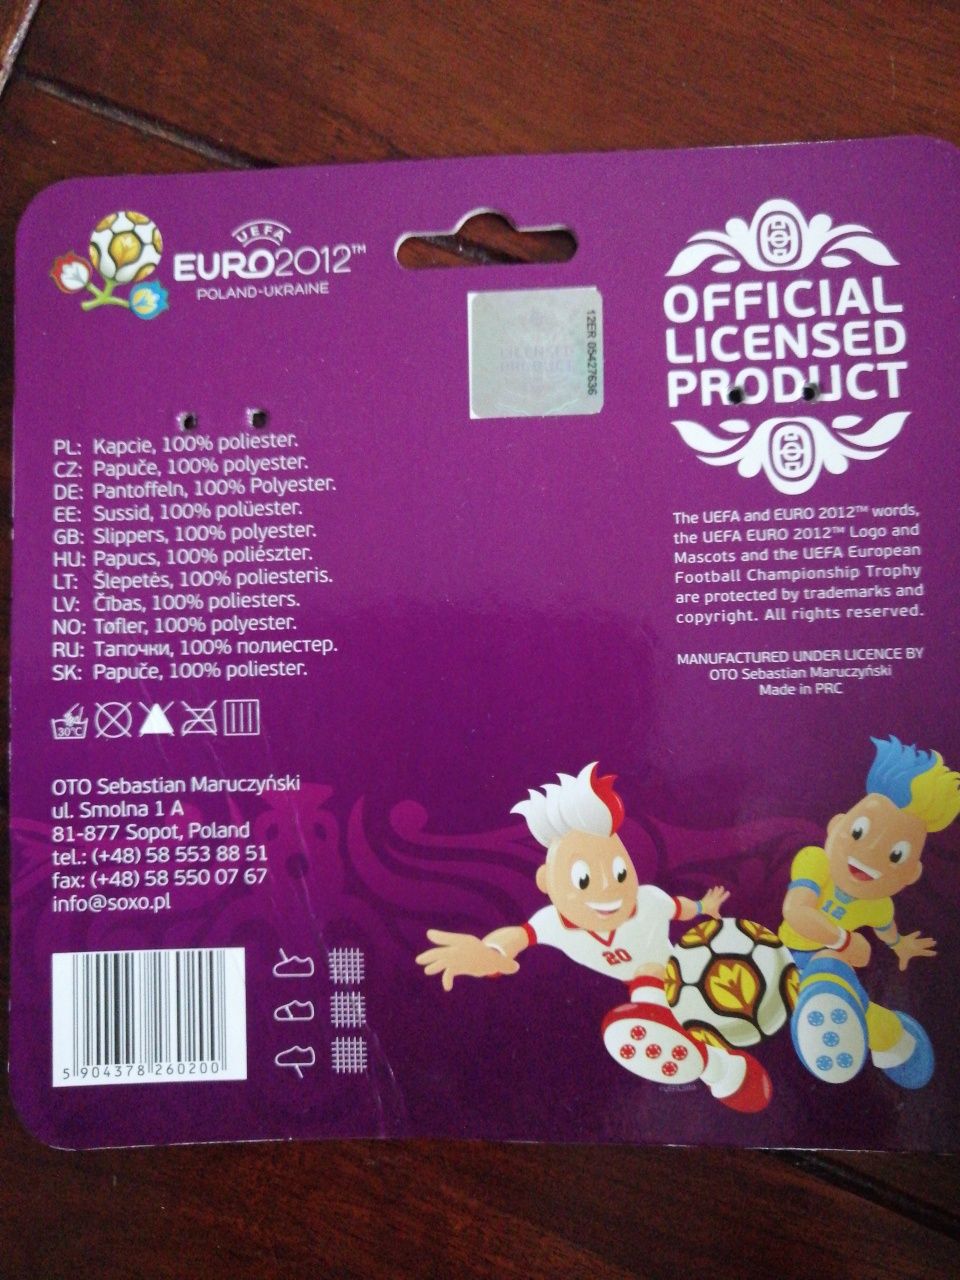 UEFA
EURO2012™
POLAND-UKRAINE
12ER 05427636
LICENSED
PRODUCT
OFFICIAL
LICENSED
PRODUCT
PL: Kapcie, 100% poliester.
CZ: Papuče, 100% polyester.
DE: Pantoffeln, 100% Polyester.
EE: Sussid, 100% polüester.
GB: Slippers, 100% polyester.
HU: Papucs, 100% poliészter.
LT: Šlepetės, 100% poliesteris.
LV: Čības, 100% poliesters.
NO: Tøfler, 100% polyester.
RU: Тапочки, 100% полиестер.
SK: Papuče, 100% poliester.
30°C
The UEFA and EURO 2012™ words,
the UEFA EURO 2012™ Logo and
Mascots and the UEFA European
Football Championship Trophy
are protected by trademarks and
copyright. All rights reserved.
MANUFACTURED UNDER LICENCE BY
OTO Sebastian Maruczyński
Made in PRC
OTO Sebastian Maruczyński
ul. Smolna 1 A
81-877 Sopot, Poland
tel.: (+48) 58 553 88 51
fax: (+48) 58 550 07 67
info@soxo.pl
20
12
5 904378 260200